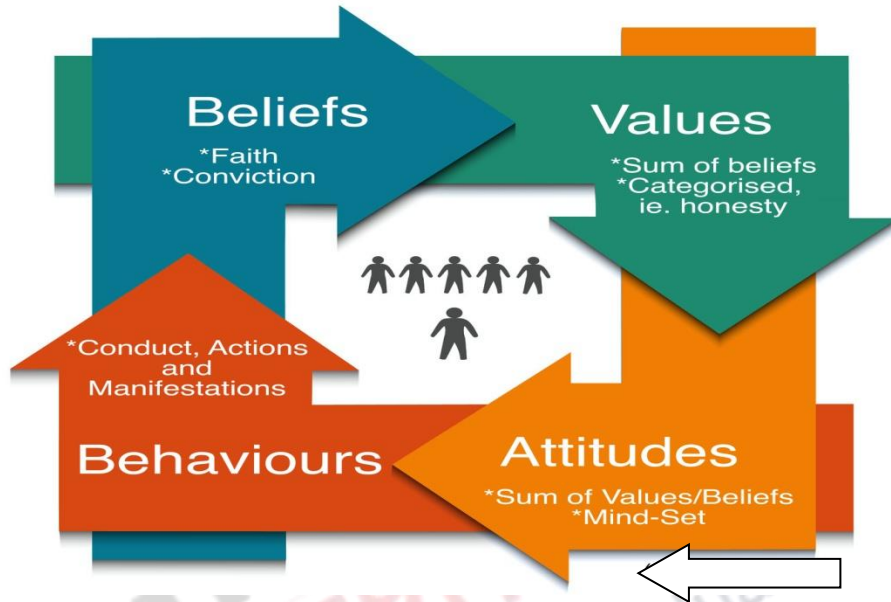 Beliefs
*Faith
*Conviction
Values
*Sum of beliefs
*Categorised,
ie. honesty
Attitudes
*Sum of Values/Beliefs
*Mind-Set
Behaviours
*Conduct, Actions
and
Manifestations